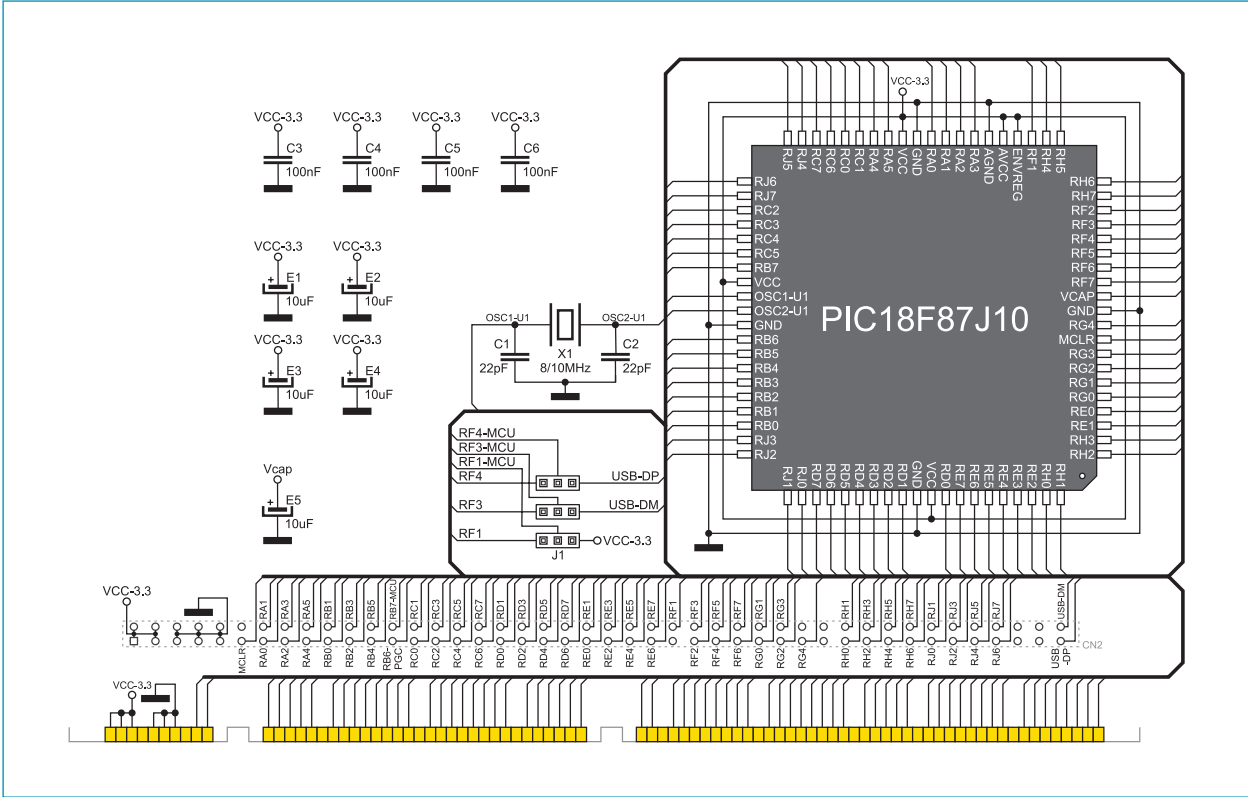 VCC-3.3 VCC-3.3 VCC-3.3 VCC-3.3
C3 C4 C5 C6
100nF 100nF 100nF 100nF
VCC-3.3 VCC-3.3
+ E1 + E2
10uF 10uF
VCC-3.3 VCC-3.3
+ E3 + E4
10uF 10uF
Vcap
+ E5
10uF
OSC1-U1 OSC2-U1
C1 X1 C2
22pF 8/10MHz 22pF
RF4-MCU
RF3-MCU
RF1-MCU
RF4 USB-DP
RF3 USB-DM
RF1 VCC-3.3
J1
VCC-3.3
RJ5 RJ4 RC7 RC6 RC0 RC1 RA4 RA5 VCC GND RA0 RA1 RA2 RA3 AGND AVCC ENVREG RF1 RH4 RH5
RJ6
RJ7
RC2
RC3
RC4
RC5
RB7
VCC
OSC1-U1
OSC2-U1
GND
RB6
RB5
RB4
RB3
RB2
RB1
RB0
RJ3
RJ2
PIC18F87J10
RH6
RH7
RF2
RF3
RF4
RF5
RF6
RF7
VCAP
GND
RG4
MCLR
RG3
RG2
RG1
RG0
RE0
RE1
RH3
RH2
RJ1 RJ0 RD7 RD6 RD5 RD4 RD3 RD2 RD1 GND VCC RD0 RE7 RE6 RE5 RE4 RE3 RE2 RH0 RH1
VCC-3.3
RA1 RA3 RA5 RB1 RB3 RB5 RB7-MCU RC1 RC3 RC5 RC7 RD1 RD3 RD5 RD7 RE1 RE3 RE5 RE7 RF1 RF3 RF5 RF7 RG1 RG3 RH1 RH3 RH5 RH7 RJ1 RJ3 RJ5 RJ7 USB-DM
MCLR RA0 RA2 RA4 RB0 RB2 RB4 RB6-PGC- RC0 RC2 RC4 RC6 RD0 RD2 RD4 RD6 RE0 RE2 RE4 RE6 RF2 RF4 RF6 RG0 RG2 RG4 RH0 RH2 RH4 RH6 RJ0 RJ2 RJ4 RJ6 USB-DP
CN2
VCC-3.3